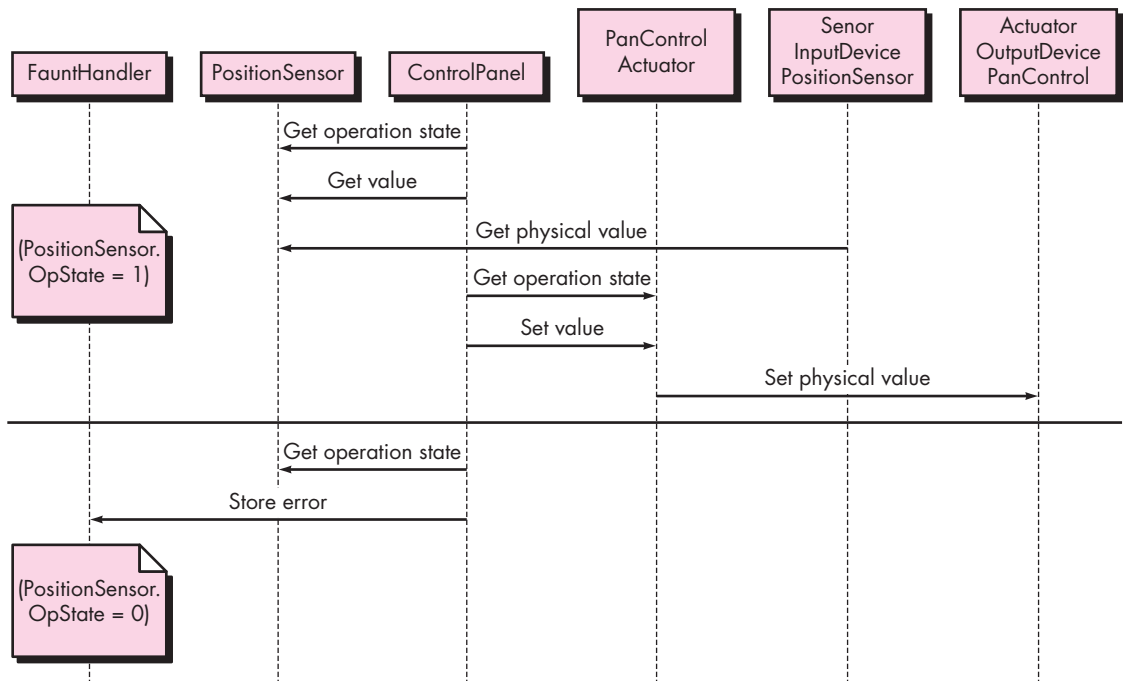 FauntHandler
PositionSensor
ControlPanel
PanControl
Actuator
Senor
InputDevice
PositionSensor
Actuator
OutputDevice
PanControl
Get operation state
Get value
(PositionSensor.
OpState = 1)
Get physical value
Get operation state
Set value
Set physical value
Get operation state
Store error
(PositionSensor.
OpState = 0)